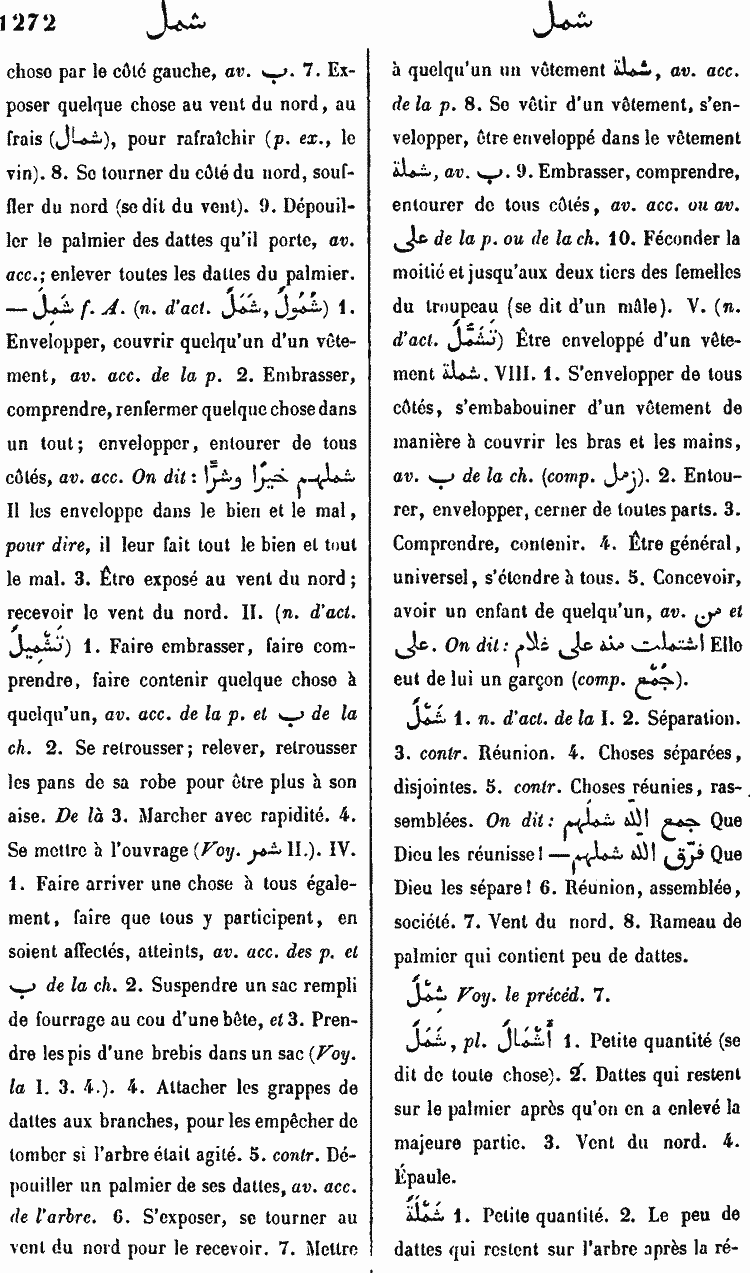 1272 شمل شمل
chose par le côté gauche, av. ب. 7. Ex-
poser quelque chose au vent du nord, au
frais (شمال), pour rafraîchir (p. ex., le
vin). 8. Se tourner du côté du nord, souf-
fler du nord (se dit du vent). 9. Dépouil-
ler le palmier des dattes qu'il porte, av.
acc.; enlever toutes les dattes du palmier.
— شَمِلَ f. A. (n. d'act. شَمَلٌ, شُمُولٌ) 1.
Envelopper, couvrir quelqu'un d'un vête-
ment, av. acc. de la p. 2. Embrasser,
comprendre, renfermer quelque chose dans
un tout; envelopper, entourer de tous
côtés, av. acc. On dit : شملهم خيرًا وشرًّا
Il les enveloppe dans le bien et le mal,
pour dire, il leur fait tout le bien et tout
le mal. 3. Être exposé au vent du nord;
recevoir le vent du nord. II. (n. d'act.
تَشْمِيلٌ) 1. Faire embrasser, faire com-
prendre, faire contenir quelque chose à
quelqu'un, av. acc. de la p. et ب de la
ch. 2. Se retrousser; relever, retrousser
les pans de sa robe pour être plus à son
aise. De là 3. Marcher avec rapidité. 4.
Se mettre à l'ouvrage (Voy. شمر II.). IV.
1. Faire arriver une chose à tous égale-
ment, faire que tous y participent, en
soient affectés, atteints, av. acc. des p. et
ب de la ch. 2. Suspendre un sac rempli
de fourrage au cou d'une bête, et 3. Pren-
dre les pis d'une brebis dans un sac (Voy.
la I. 3. 4.). 4. Attacher les grappes de
dattes aux branches, pour les empêcher de
tomber si l'arbre était agité. 5. contr. Dé-
pouiller un palmier de ses dattes, av. acc.
de l'arbre. 6. S'exposer, se tourner au
vent du nord pour le recevoir. 7. Mettre
à quelqu'un un vêtement شملة, av. acc.
de la p. 8. Se vêtir d'un vêtement, s'en-
velopper, être enveloppé dans le vêtement
شملة, av. ب. 9. Embrasser, comprendre,
entourer de tous côtés, av. acc. ou av.
على de la p. ou de la ch. 10. Féconder la
moitié et jusqu'aux deux tiers des femelles
du troupeau (se dit d'un mâle). V. (n.
d'act. تَشَمُّلٌ) Être enveloppé d'un vête-
ment شملة. VIII. 1. S'envelopper de tous
côtés, s'embabouiner d'un vêtement de
manière à couvrir les bras et les mains,
av. ب de la ch. (comp. زمل). 2. Entou-
rer, envelopper, cerner de toutes parts. 3.
Comprendre, contenir. 4. Être général,
universel, s'étendre à tous. 5. Concevoir,
avoir un enfant de quelqu'un, av. من et
على. On dit : اشتملت منه على غلام Elle
eut de lui un garçon (comp. جَمَّعَ).
شَمْلٌ 1. n. d'act. de la I. 2. Séparation.
3. contr. Réunion. 4. Choses séparées,
disjointes. 5. contr. Choses réunies, ras-
semblées. On dit : جمع الله شملهم Que
Dieu les réunisse! — فرّق الله شملهم Que
Dieu les sépare! 6. Réunion, assemblée,
société. 7. Vent du nord. 8. Rameau de
palmier qui contient peu de dattes.
شِمْلٌ Voy. le précéd. 7.
شَمَلٌ, pl. أَشْمَالٌ 1. Petite quantité (se
dit de toute chose). 2. Dattes qui restent
sur le palmier après qu'on en a enlevé la
majeure partie. 3. Vent du nord. 4.
Épaule.
شَمْلَةٌ 1. Petite quantité. 2. Le peu de
dattes qui restent sur l'arbre après la ré-